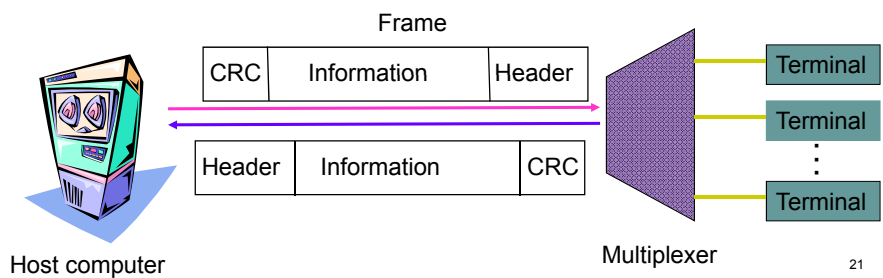 Frame
CRC Information Header
Terminal
Terminal
Header Information CRC
Terminal
Host computer
Multiplexer
21